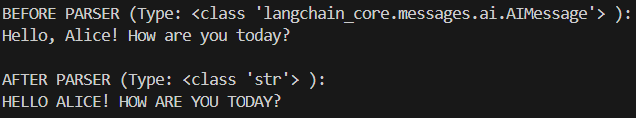 BEFORE PARSER (Type: <class 'langchain_core.messages.ai.AIMessage'> ):
Hello, Alice! How are you today?
AFTER PARSER (Type: <class 'str'> ):
HELLO ALICE! HOW ARE YOU TODAY?